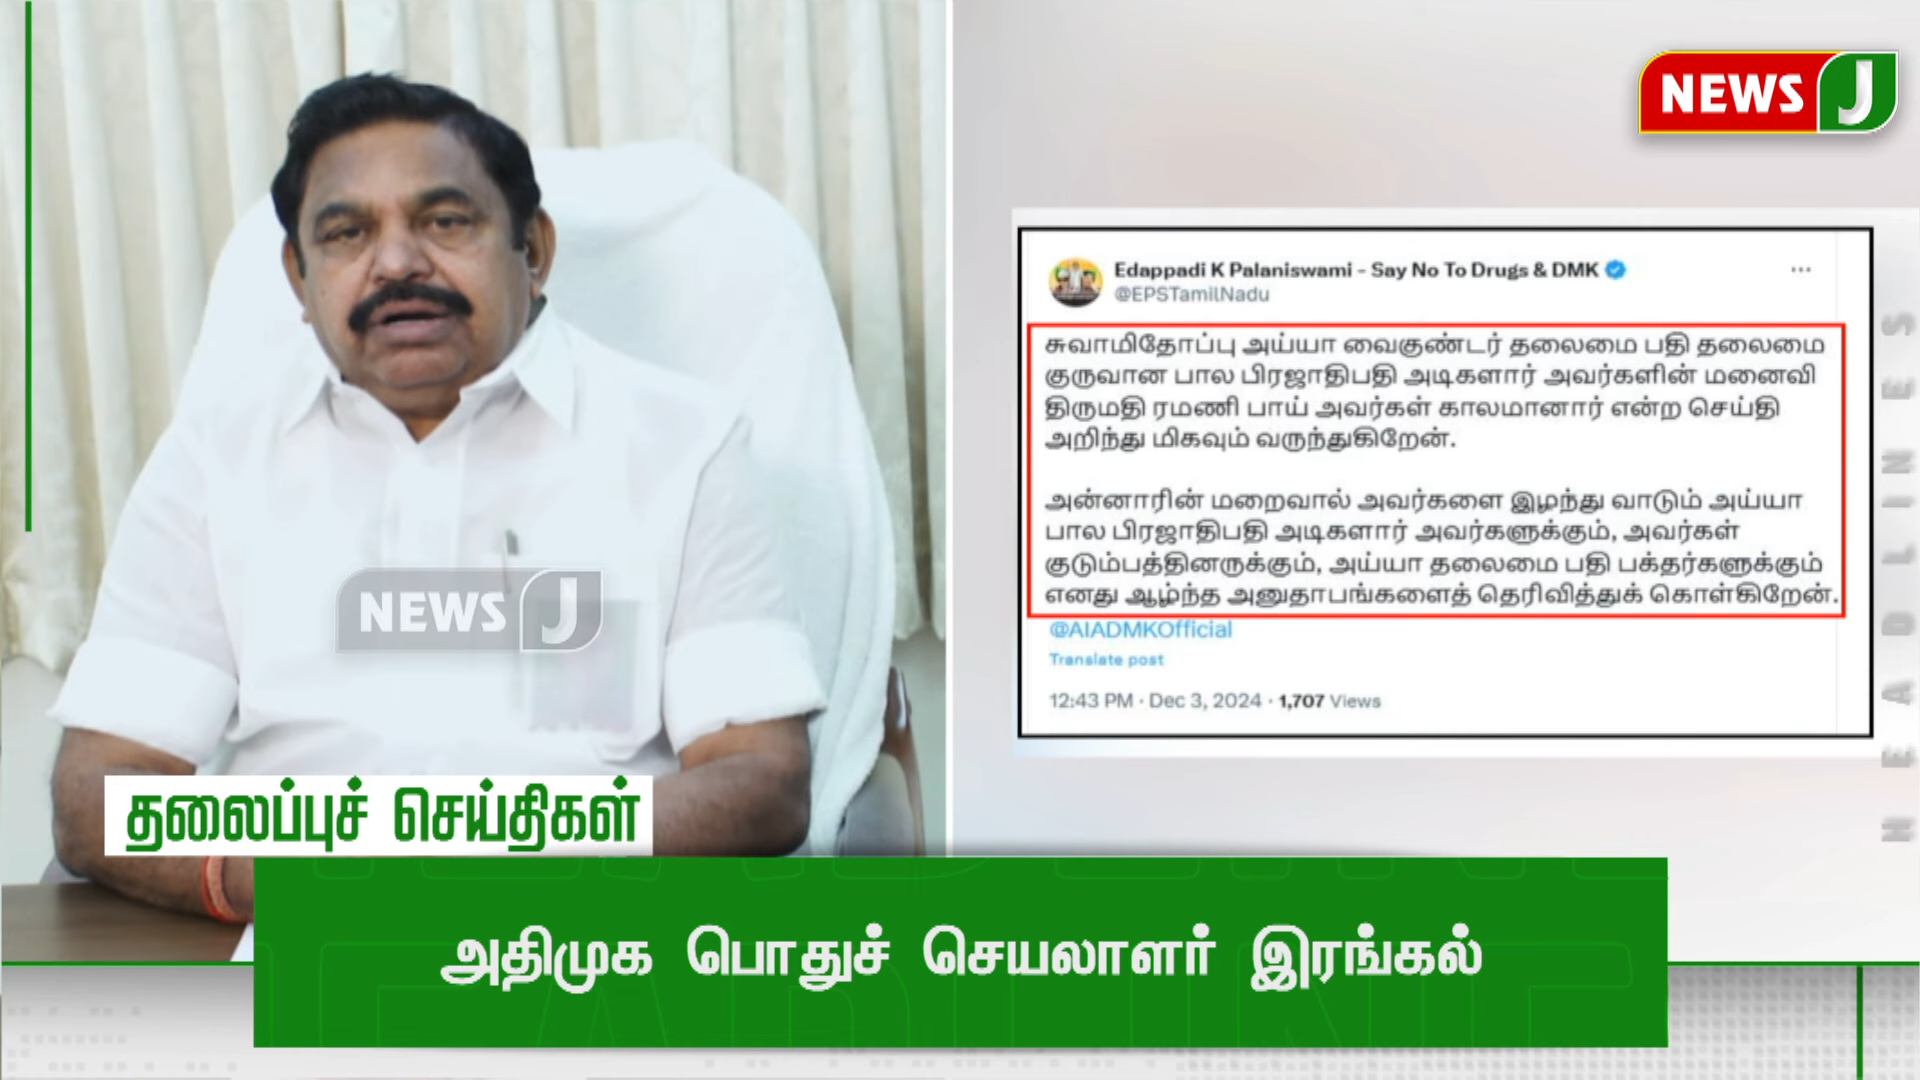 NEWS J
Edappadi K Palaniswami - Say No To Drugs & DMK
@EPSTamilNadu
சுவாமிதோப்பு அய்யா வைகுண்டர் தலைமை பதி தலைமை
குருவான பால பிரஜாதிபதி அடிகளார் அவர்களின் மனைவி
திருமதி ரமணி பாய் அவர்கள் காலமானார் என்ற செய்தி
அறிந்து மிகவும் வருந்துகிறேன்.
அன்னாரின் மறைவால் அவர்களை இழந்து வாடும் அய்யா
பால பிரஜாதிபதி அடிகளார் அவர்களுக்கும், அவர்கள்
குடும்பத்தினருக்கும், அய்யா தலைமை பதி பக்தர்களுக்கும்
எனது ஆழ்ந்த அனுதாபங்களைத் தெரிவித்துக் கொள்கிறேன்.
@AIADMKOfficial
Translate post
12:43 PM · Dec 3, 2024 · 1,707 Views
HEADLINES
NEWS J
தலைப்புச் செய்திகள்
அதிமுக பொதுச் செயலாளர் இரங்கல்